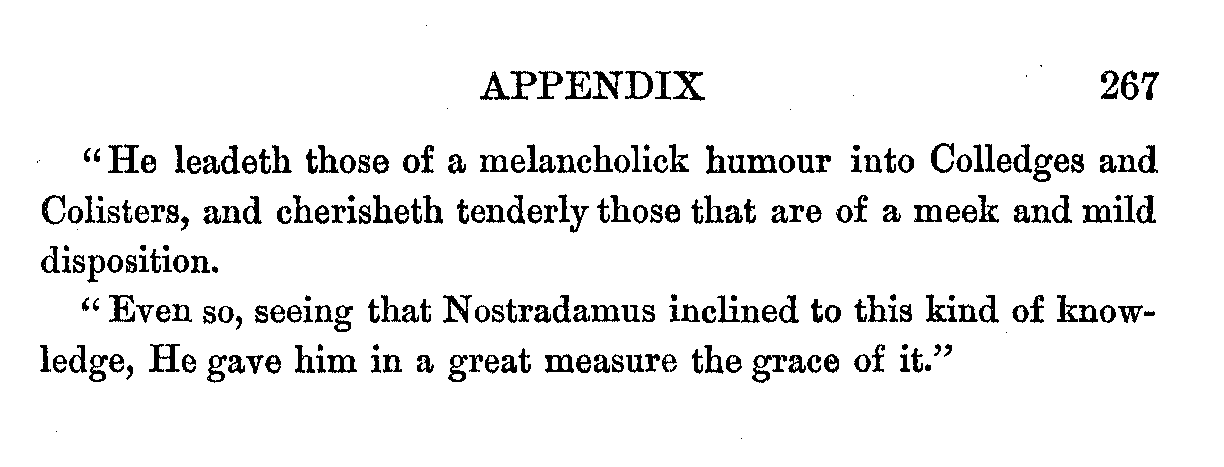 APPENDIX 267
"He leadeth those of a melancholick humour into Colledges and
Colisters, and cherisheth tenderly those that are of a meek and mild
disposition.
"Even so, seeing that Nostradamus inclined to this kind of know-
ledge, He gave him in a great measure the grace of it."